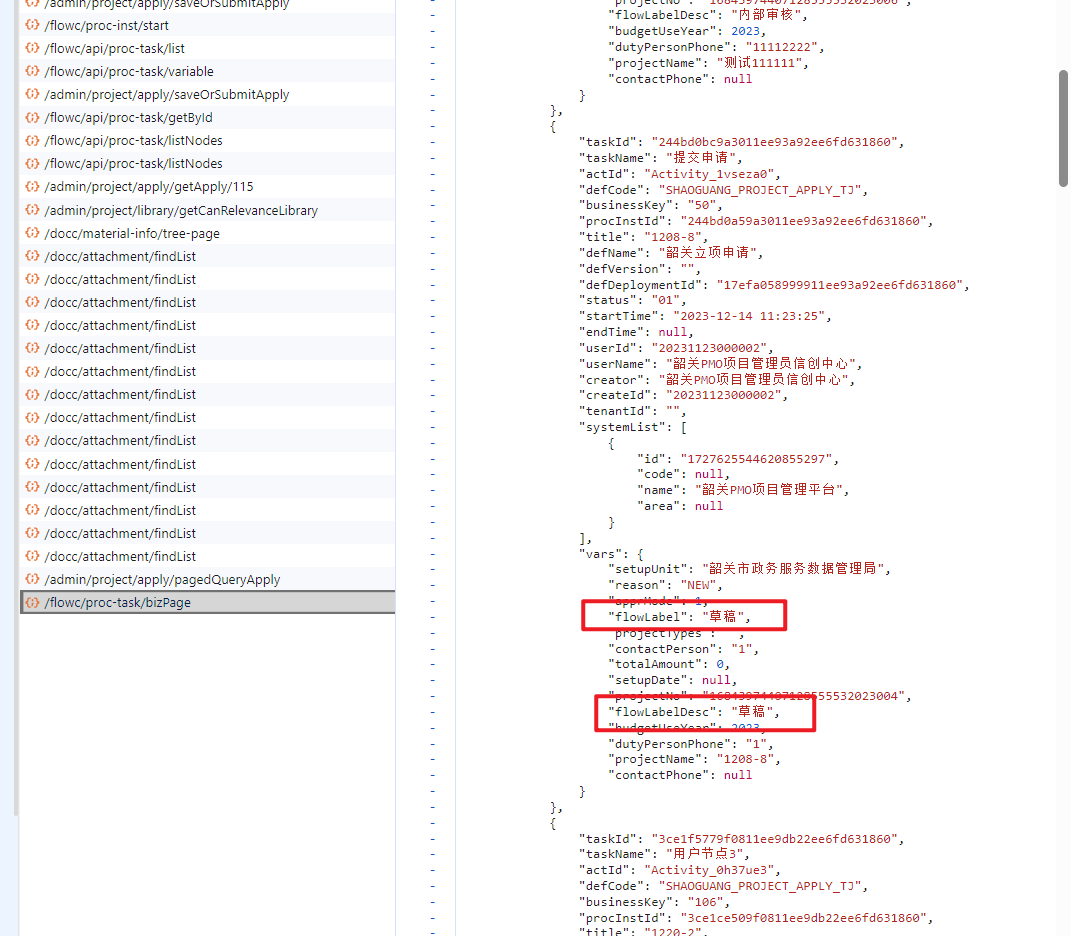 /admin/project/apply/saveOrSubmitApply
/flowc/proc-inst/start
/flowc/api/proc-task/list
/flowc/api/proc-task/variable
/admin/project/apply/saveOrSubmitApply
/flowc/api/proc-task/getById
/flowc/api/proc-task/listNodes
/flowc/api/proc-task/listNodes
/admin/project/apply/getApply/115
/admin/project/library/getCanRelevanceLibrary
/docc/material-info/tree-page
/docc/attachment/findList
/docc/attachment/findList
/docc/attachment/findList
/docc/attachment/findList
/docc/attachment/findList
/docc/attachment/findList
/docc/attachment/findList
/docc/attachment/findList
/docc/attachment/findList
/docc/attachment/findList
/docc/attachment/findList
/docc/attachment/findList
/docc/attachment/findList
/docc/attachment/findList
/admin/project/apply/pagedQueryApply
/flowc/proc-task/bizPage
"flowLabelDesc": "内部审核",
"budgetUseYear": 2023,
"dutyPersonPhone": "11112222",
"projectName": "测试111111",
"contactPhone": null
}
},
{
"taskId": "244bd0bc9a3011ee93a92ee6fd631860",
"taskName": "提交申请",
"actId": "Activity_1vseza0",
"defCode": "SHAOGUANG_PROJECT_APPLY_TJ",
"businessKey": "50",
"procInstId": "244bd0a59a3011ee93a92ee6fd631860",
"title": "1208-8",
"defName": "韶关立项申请",
"defVersion": "",
"defDeploymentId": "17efa058999911ee93a92ee6fd631860",
"status": "01",
"startTime": "2023-12-14 11:23:25",
"endTime": null,
"userId": "20231123000002",
"userName": "韶关PMO项目管理员信创中心",
"creator": "韶关PMO项目管理员信创中心",
"createId": "20231123000002",
"tenantId": "",
"systemList": [
{
"id": "1727625544620855297",
"code": null,
"name": "韶关PMO项目管理平台",
"area": null
}
],
"vars": {
"setupUnit": "韶关市政务服务数据管理局",
"reason": "NEW",
"apprMode": 1,
"flowLabel": "草稿",
"projectTypes": "",
"contactPerson": "1",
"totalAmount": 0,
"setupDate": null,
"flowLabelDesc": "草稿",
"budgetUseYear": 2023,
"dutyPersonPhone": "1",
"projectName": "1208-8",
"contactPhone": null
}
},
{
"taskId": "3ce1f5779f0811ee9db22ee6fd631860",
"taskName": "用户节点3",
"actId": "Activity_0h37ue3",
"defCode": "SHAOGUANG_PROJECT_APPLY_TJ",
"businessKey": "106",
"procInstId": "3ce1ce509f0811ee9db22ee6fd631860",
"title": "1220-2",